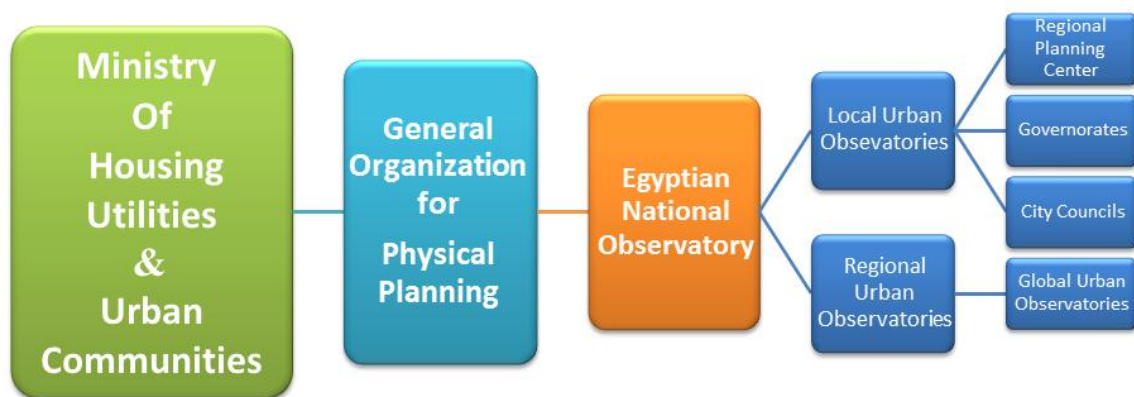 Ministry
Of
Housing
Utilities
&
Urban
Communities
General
Organization
for
Physical
Planning
Egyptian
National
Observatory
Local Urban
Obsevatories
Regional
Urban
Observatories
Regional
Planning
Center
Governorates
City Councils
Global Urban
Observatories